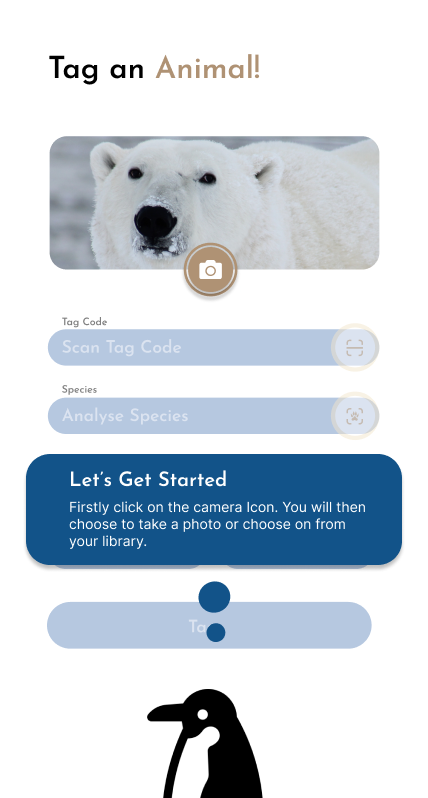 Tag an Animal!
Tag Code
Scan Tag Code
Species
Analyse Species
Let's Get Started
Firstly click on the camera Icon. You will then
choose to take a photo or choose on from
your library.
Ta